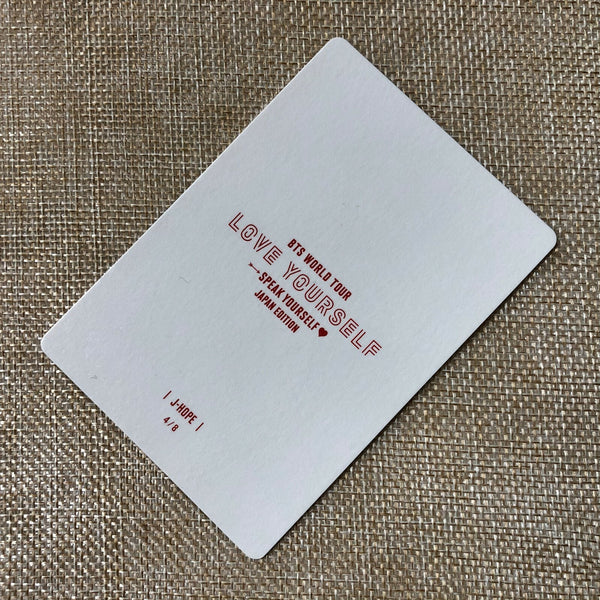 BTS WORLD TOUR
LOVE YOURSELF
SPEAK YOURSELF
JAPAN EDITION
| J-HOPE |
4/8